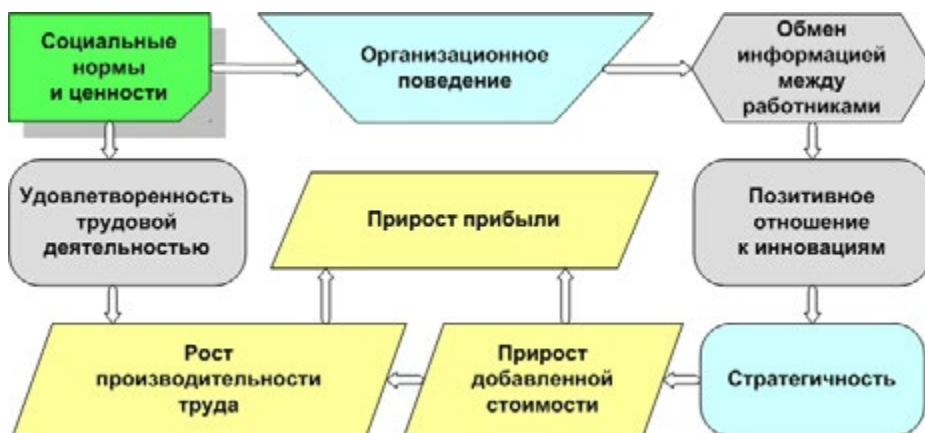 Социальные
нормы
и ценности
Организационное
поведение
Обмен
информацией
между
работниками
Удовлетворенность
трудовой
деятельностью
Прирост прибыли
Позитивное
отношение
к инновациям
Рост
производительности
труда
Прирост
добавленной
стоимости
Стратегичность